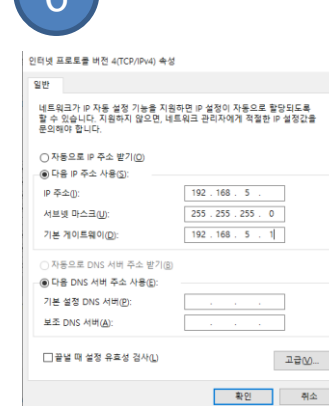 6
인터넷 프로토콜 버전 4(TCP/IPv4) 속성
일반
네트워크가 IP 자동 설정 기능을 지원하면 IP 설정이 자동으로 할당되도록
할 수 있습니다. 지원하지 않으면, 네트워크 관리자에게 적절한 IP 설정값을
문의해야 합니다.
자동으로 IP 주소 받기(O)
다음 IP 주소 사용(S):
IP 주소(I): 192 . 168 . 5 .
서브넷 마스크(U): 255 . 255 . 255 . 0
기본 게이트웨이(D): 192 . 168 . 5 . 1
자동으로 DNS 서버 주소 받기(B)
다음 DNS 서버 주소 사용(E):
기본 설정 DNS 서버(P): . . .
보조 DNS 서버(A): . . .
끝낼 때 설정 유효성 검사(L)
고급(V)...
확인 취소